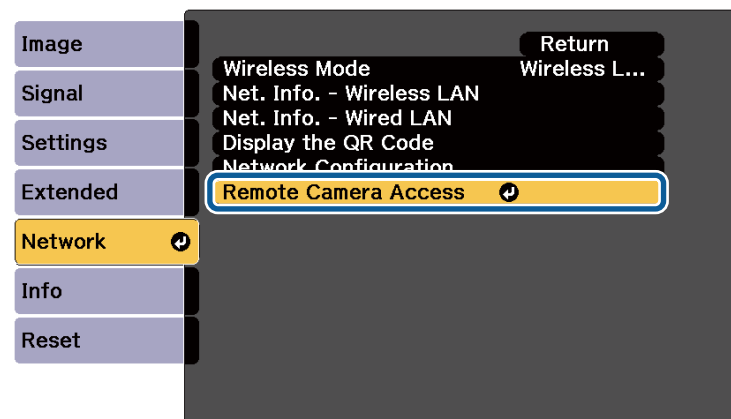 Image
Signal
Settings
Extended
Network
Info
Reset
Return
Wireless Mode Wireless L...
Net. Info. - Wireless LAN
Net. Info. - Wired LAN
Display the QR Code
Network Configuration
Remote Camera Access